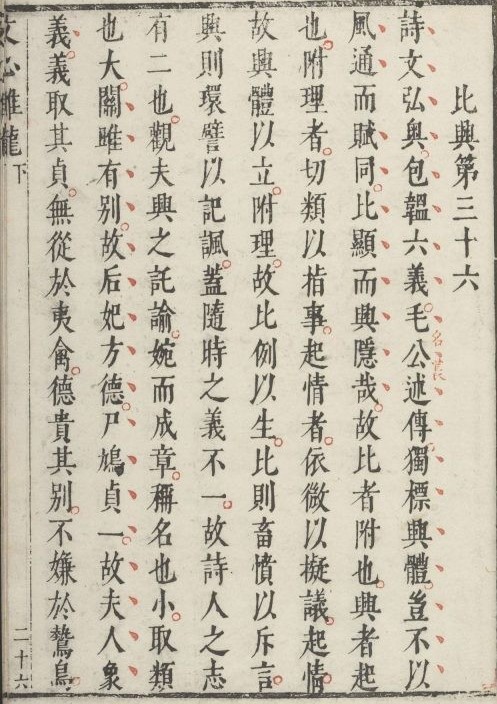 比興第三十六
詩文弘奥包韞六義毛公述傳獨標興體豈不以
風通而賦同比顯而興隱哉故比者附也興者起
也附理者切類以指事起情者依微以擬議起情
故興體以立附理故比例以生比則畜憤以斥言
興則環譬以記諷蓋隨時之義不一故詩人之志
有二也觀夫興之託諭婉而成章稱名也小取類
也大關雎有别故后妃方德尸鳩貞一故夫人象
義義取其貞無從於夷禽德貴其别不嫌於鷙鳥
文心雕龍下
二十六